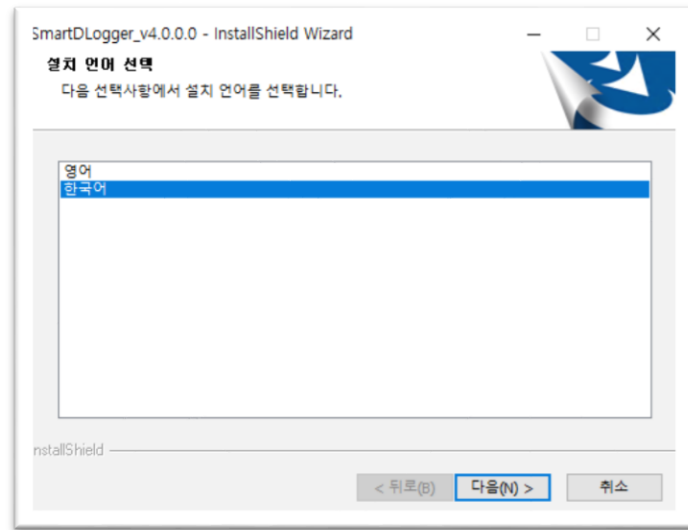 SmartDLogger_v4.0.0.0 - InstallShield Wizard
설치 언어 선택
다음 선택사항에서 설치 언어를 선택합니다.
영어
한국어
InstallShield
< 뒤로(B) 다음(N) > 취소